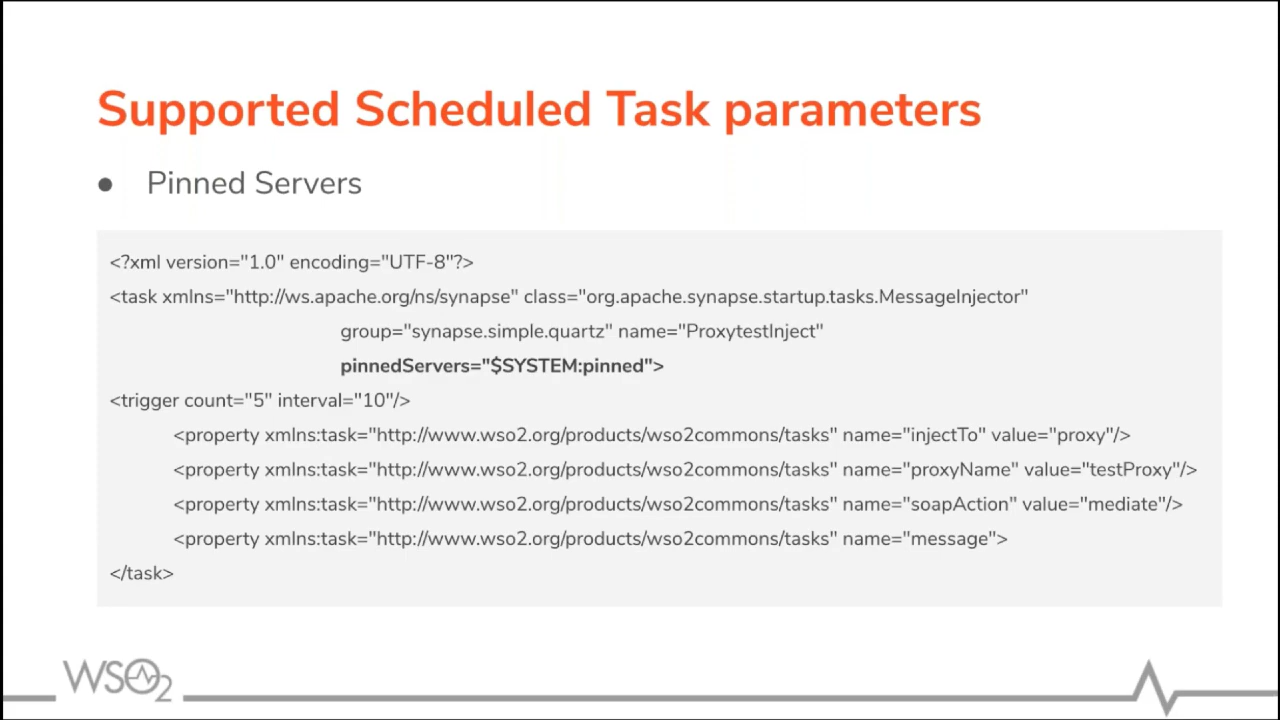 Supported Scheduled Task parameters
● Pinned Servers
<?xml version="1.0" encoding="UTF-8"?>
<task xmlns="http://ws.apache.org/ns/synapse" class="org.apache.synapse.startup.tasks.MessageInjector"
group="synapse.simple.quartz" name="ProxytestInject"
pinnedServers="$SYSTEM:pinned">
<trigger count="5" interval="10"/>
<property xmlns:task="http://www.wso2.org/products/wso2commons/tasks" name="injectTo" value="proxy"/>
<property xmlns:task="http://www.wso2.org/products/wso2commons/tasks" name="proxyName" value="testProxy"/>
<property xmlns:task="http://www.wso2.org/products/wso2commons/tasks" name="soapAction" value="mediate"/>
<property xmlns:task="http://www.wso2.org/products/wso2commons/tasks" name="message">
</task>
WSO2